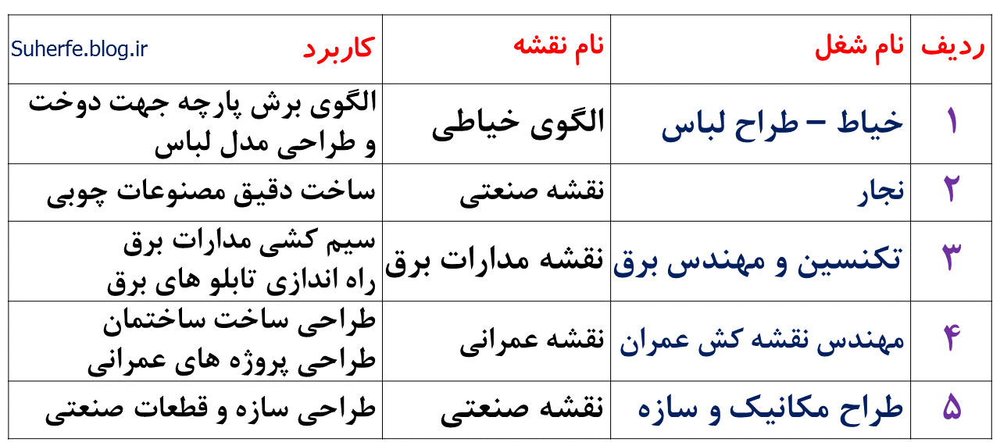 ردیف نام شغل نام نقشه کاربرد Suherfe.blog.ir
۱ خیاط – طراح لباس الگوی خیاطی الگوی برش پارچه جهت دوخت
و طراحی مدل لباس
۲ نجار نقشه صنعتی ساخت دقیق مصنوعات چوبی
۳ تکنسین و مهندس برق نقشه مدارات برق سیم کشی مدارات برق
راه اندازی تابلو های برق
۴ مهندس نقشه کش عمران نقشه عمرانی طراحی ساخت ساختمان
طراحی پروژه های عمرانی
۵ طراح مکانیک و سازه نقشه صنعتی طراحی سازه و قطعات صنعتی